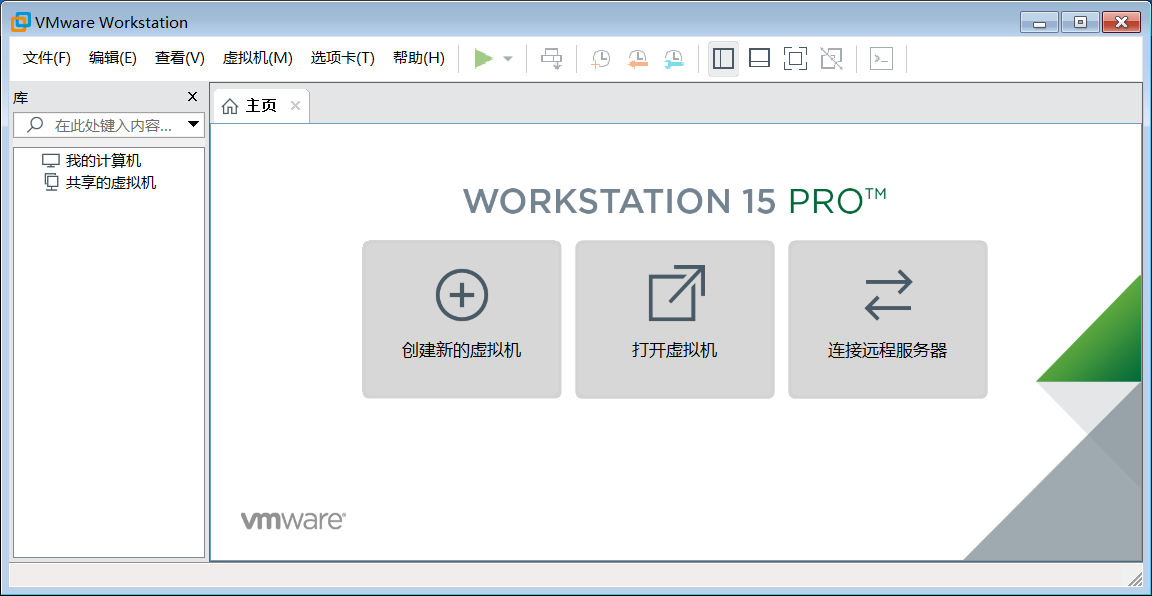 VMware Workstation
文件(F) 编辑(E) 查看(V) 虚拟机(M) 选项卡(T) 帮助(H)
库
主页
在此处键入内容...
我的计算机
共享的虚拟机
WORKSTATION 15 PRO™
创建新的虚拟机
打开虚拟机
连接远程服务器
vmware®